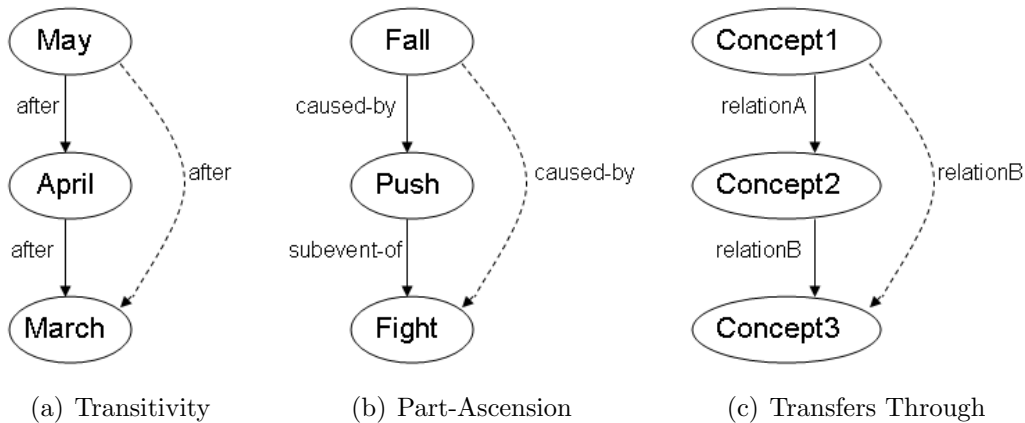 May
after
April
after
March
after
(a) Transitivity
Fall
caused-by
Push
subevent-of
Fight
caused-by
(b) Part-Ascension
Concept1
relationA
Concept2
relationB
Concept3
relationB
(c) Transfers Through